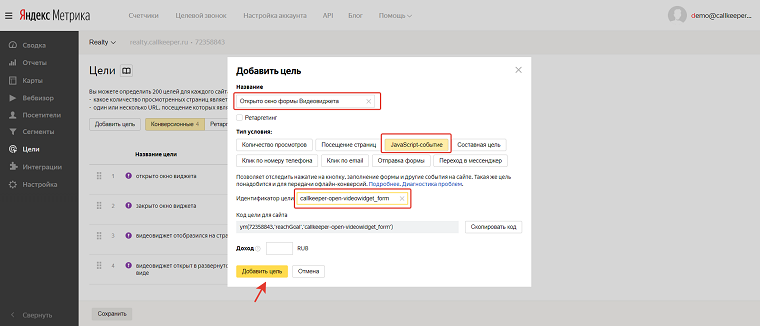 Яндекс Метрика Счетчики Целевой звонок Настройка аккаунта API Блог Помощь demo@callkeeper...
Сводка
Отчеты
Карты
Вебвизор
Посетители
Сегменты
Цели
Интеграции
Настройка
Свернуть
Realty realty.callkeeper.ru • 72358843
Цели
Вы можете определить 200 целей для каждого сайта
- какое количество просмотренных страниц являет
- один или несколько URL, посещение которых явл
Добавить цель Конверсионные 4 Ретарг
Название цели
1 открыто окно виджета
2 закрыто окно виджета
3 видеовиджет отобразился на стра
4 видеовиджет открыт в развернуто
виде
Сохранить
Добавить цель
Название
Открыто окно формы Видеовиджета
Ретаргетинг
Тип условия:
Количество просмотров Посещение страниц JavaScript-событие Составная цель
Клик по номеру телефона Клик по email Отправка формы Переход в мессенджер
Позволяет отследить нажатие на кнопку, заполнение формы и другие события на сайте. Такая же цель
понадобится и для передачи офлайн-конверсий. Подробнее. Диагностика проблем.
Идентификатор цели: callkeeper-open-videowidget_form
Код цели для сайта
ym(72358843,'reachGoal','callkeeper-open-videowidget_form') Скопировать код
Доход RUB
Добавить цель Отмена